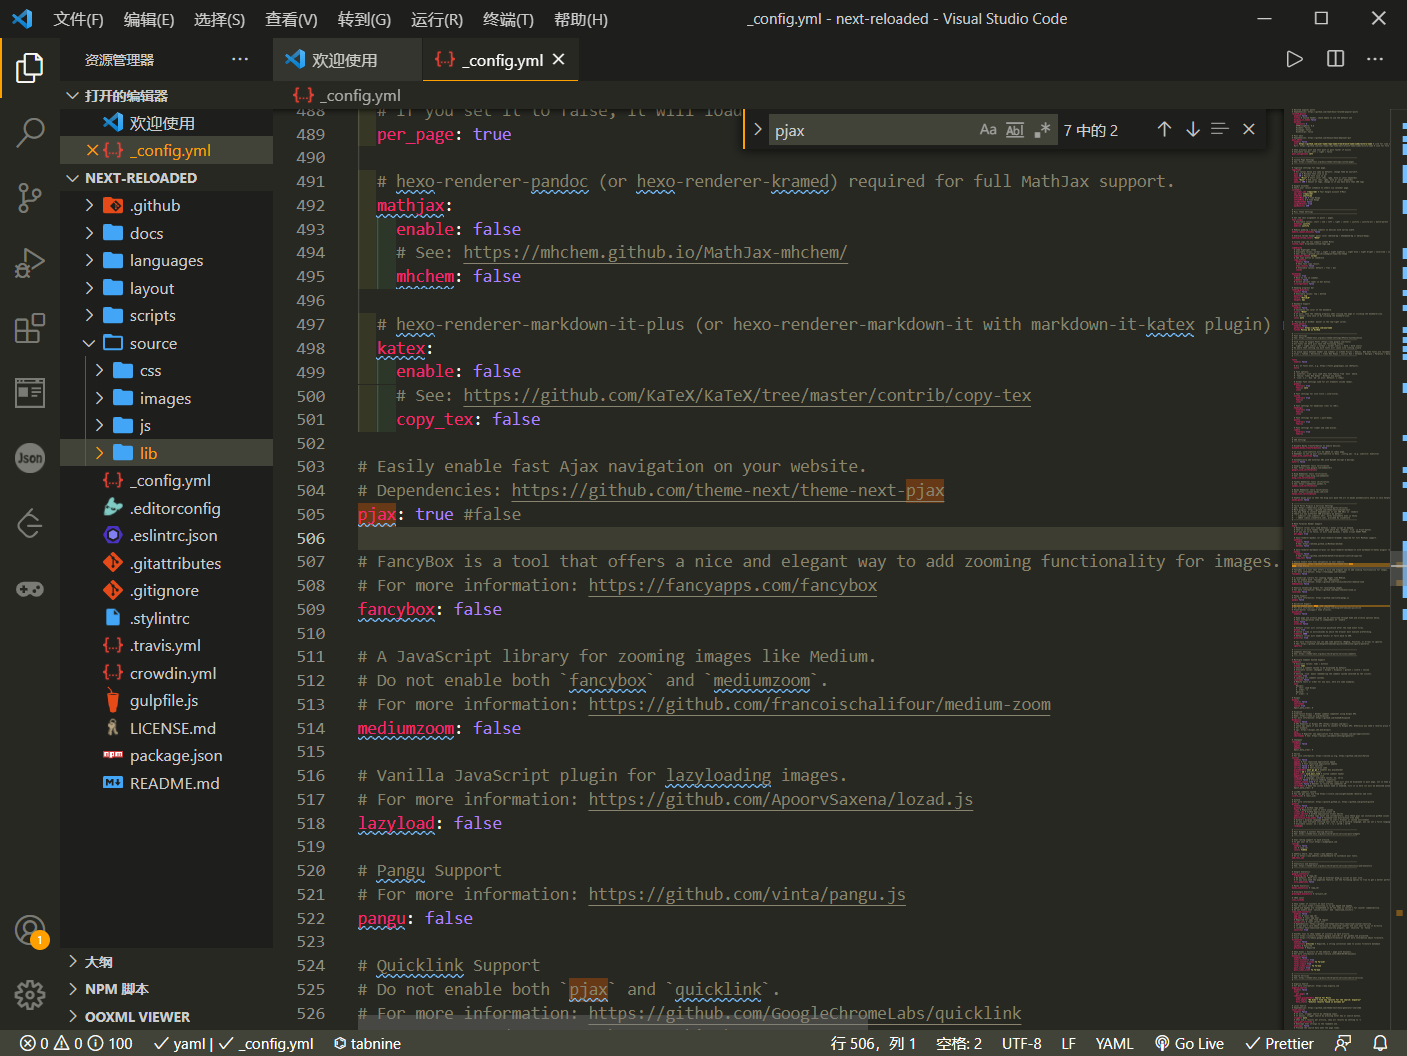 文件(F) 编辑(E) 选择(S) 查看(V) 转到(G) 运行(R) 终端(T) 帮助(H) _config.yml - next-reloaded - Visual Studio Code
资源管理器
打开的编辑器
欢迎使用
_config.yml
NEXT-RELOADED
.github
docs
languages
layout
scripts
source
css
images
js
lib
_config.yml
.editorconfig
.eslintrc.json
.gitattributes
.gitignore
.stylintrc
.travis.yml
crowdin.yml
gulpfile.js
LICENSE.md
package.json
README.md
大纲
NPM 脚本
OOXML VIEWER
Json
1
欢迎使用 _config.yml
_config.yml
pjax Aa Abl 7 中的 2
488 # If you set it to false, it will load
489 per_page: true
490
491 # hexo-renderer-pandoc (or hexo-renderer-kramed) required for full MathJax support.
492 mathjax:
493 enable: false
494 # See: https://mhchem.github.io/MathJax-mhchem/
495 mhchem: false
496
497 # hexo-renderer-markdown-it-plus (or hexo-renderer-markdown-it with markdown-it-katex plugin)
498 katex:
499 enable: false
500 # See: https://github.com/KaTeX/KaTeX/tree/master/contrib/copy-tex
501 copy_tex: false
502
503 # Easily enable fast Ajax navigation on your website.
504 # Dependencies: https://github.com/theme-next/theme-next-pjax
505 pjax: true #false
506
507 # FancyBox is a tool that offers a nice and elegant way to add zooming functionality for images.
508 # For more information: https://fancyapps.com/fancybox
509 fancybox: false
510
511 # A JavaScript library for zooming images like Medium.
512 # Do not enable both `fancybox` and `mediumzoom`.
513 # For more information: https://github.com/francoischalifour/medium-zoom
514 mediumzoom: false
515
516 # Vanilla JavaScript plugin for lazyloading images.
517 # For more information: https://github.com/ApoorvSaxena/lozad.js
518 lazyload: false
519
520 # Pangu Support
521 # For more information: https://github.com/vinta/pangu.js
522 pangu: false
523
524 # Quicklink Support
525 # Do not enable both `pjax` and `quicklink`.
526 # For more information: https://github.com/GoogleChromeLabs/quicklink
0 0 100 yaml | _config.yml tabnine 行 506，列 1 空格: 2 UTF-8 LF YAML Go Live Prettier